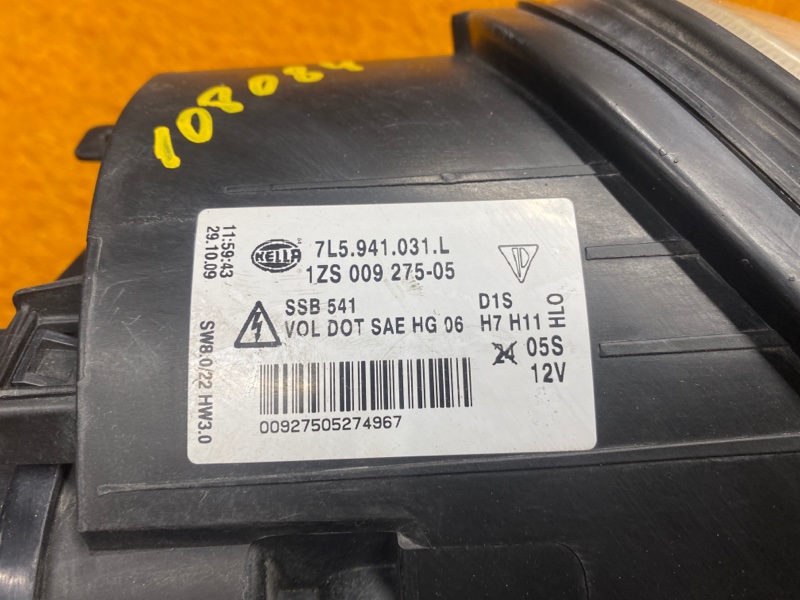 108084
11:59:43
29.10.09
HELLA
7L5.941.031.L
1ZS 009 275-05
SSB 541
VOL DOT SAE HG 06
D1S
H7 H11
HLO
24 05S
12V
SW8.0/22 HW3.0
00927505274967